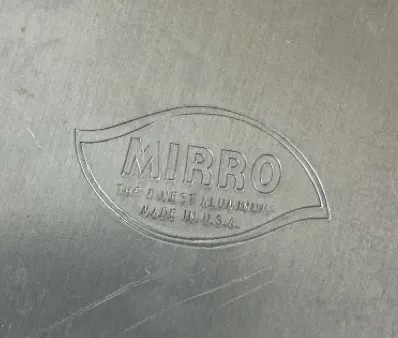 MIRRO
THE FINEST ALUMINUM
MADE IN U.S.A.